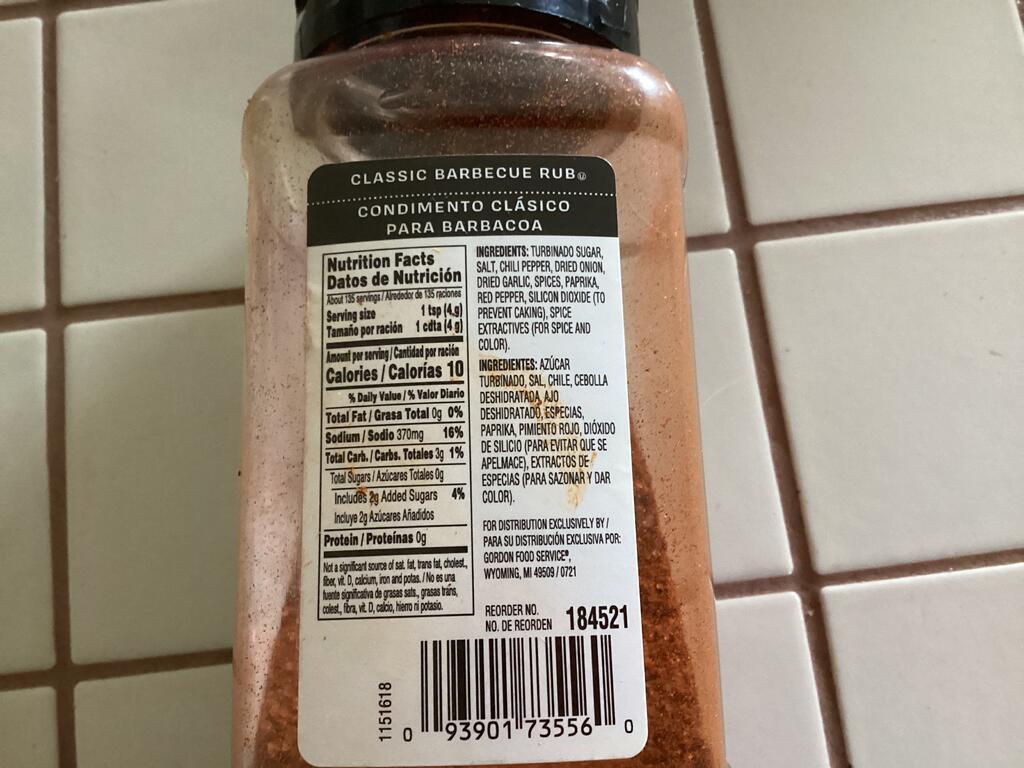 CLASSIC BARBECUE RUB Ⓤ
CONDIMENTO CLÁSICO
PARA BARBACOA
Nutrition Facts
Datos de Nutrición
About 135 servings / Alrededor de 135 raciones
Serving size 1 tsp (4 g)
Tamaño por ración 1 cdta (4 g)
Amount per serving / Cantidad por ración
Calories / Calorías 10
% Daily Value / % Valor Diario
Total Fat / Grasa Total 0g 0%
Sodium / Sodio 370mg 16%
Total Carb. / Carbs. Totales 3g 1%
Total Sugars / Azúcares Totales 0g
Includes 2g Added Sugars 4%
Incluye 2g Azúcares Añadidos
Protein / Proteínas 0g
Not a significant source of sat. fat, trans fat, cholest.,
fiber, vit. D, calcium, iron and potas. / No es una
fuente significativa de grasas sats., grasas trans,
colest., fibra, vit. D, calcio, hierro ni potasio.
INGREDIENTS: TURBINADO SUGAR,
SALT, CHILI PEPPER, DRIED ONION,
DRIED GARLIC, SPICES, PAPRIKA,
RED PEPPER, SILICON DIOXIDE (TO
PREVENT CAKING), SPICE
EXTRACTIVES (FOR SPICE AND
COLOR).
INGREDIENTES: AZÚCAR
TURBINADO, SAL, CHILE, CEBOLLA
DESHIDRATADA, AJO
DESHIDRATADO, ESPECIAS,
PAPRIKA, PIMIENTO ROJO, DIÓXIDO
DE SILICIO (PARA EVITAR QUE SE
APELMACE), EXTRACTOS DE
ESPECIAS (PARA SAZONAR Y DAR
COLOR).
FOR DISTRIBUTION EXCLUSIVELY BY /
PARA SU DISTRIBUCIÓN EXCLUSIVA POR:
GORDON FOOD SERVICE®,
WYOMING, MI 49509 / 0721
REORDER NO.
NO. DE REORDEN 184521
1151618
0 93901 73556 0